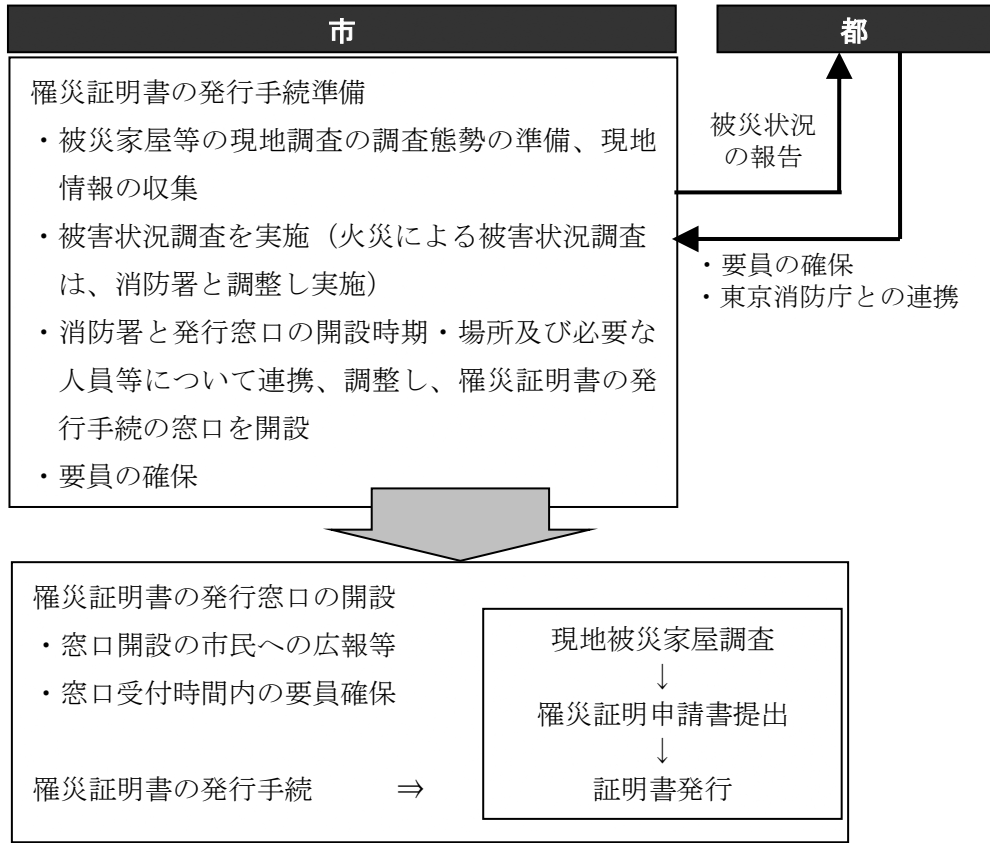 市
都
罹災証明書の発行手続準備
・被災家屋等の現地調査の調査態勢の準備、現地
情報の収集
・被害状況調査を実施（火災による被害状況調査
は、消防署と調整し実施）
・消防署と発行窓口の開設時期・場所及び必要な
人員等について連携、調整し、罹災証明書の発
行手続の窓口を開設
・要員の確保
被災状況
の報告
・要員の確保
・東京消防庁との連携
罹災証明書の発行窓口の開設
・窓口開設の市民への広報等
・窓口受付時間内の要員確保
罹災証明書の発行手続　⇒
現地被災家屋調査
↓
罹災証明申請書提出
↓
証明書発行